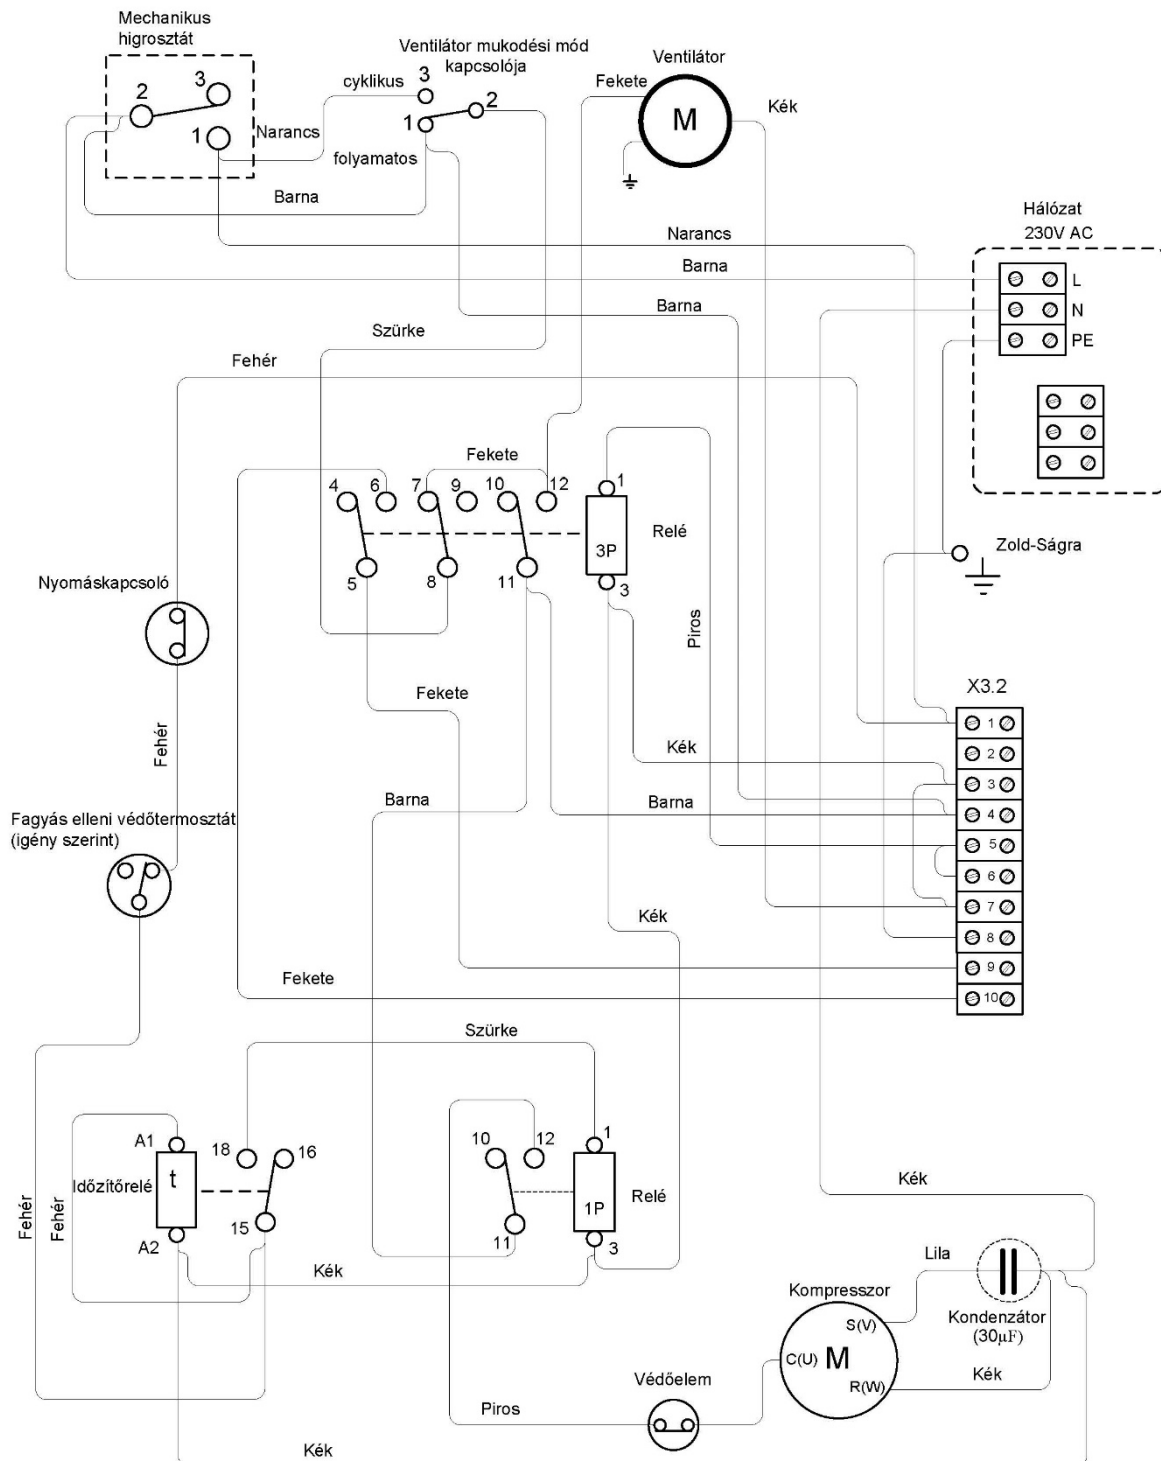 Mechanikus
higrosztát
3
2
1
Narancs
Barna
cyklikus
folyamatos
Ventilátor mukodési mód
kapcsolója
3
2
1
Ventilátor
Fekete
Kék
M
Hálózat
230V AC
L
N
PE
Narancs
Barna
Barna
Szürke
Fehér
Fekete
4
6
7
9
10
12
1
5
8
11
3P
3
Relé
Zold-Ságra
Piros
Nyomáskapcsoló
Fekete
Fehér
X3.2
1
2
3
4
5
6
7
8
9
10
Kék
Barna
Barna
Fagyás elleni védőtermosztát
(igény szerint)
Kék
Fekete
Szürke
A1
18
16
10
12
1
t
Időzítőrelé
1P
Relé
Fehér
Fehér
A2
15
11
3
Kék
Kék
Lila
Kompresszor
Kondenzátor
(30µF)
S(V)
C(U)
M
R(W)
Kék
Védőelem
Piros
Kék